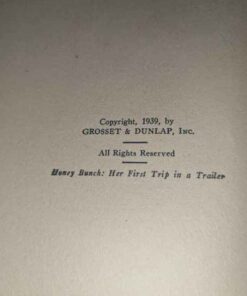 Copyright, 1939, by
GROSSET & DUNLAP, Inc.
All Rights Reserved
Honey Bunch: Her First Trip in a Trailer